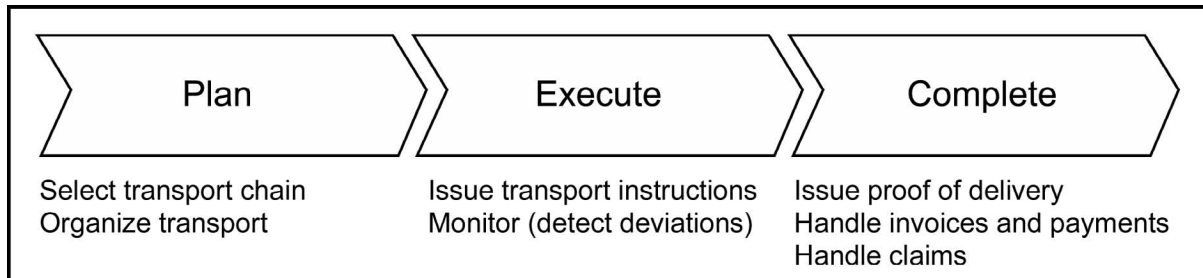 Plan
Execute
Complete
Select transport chain
Organize transport
Issue transport instructions
Monitor (detect deviations)
Issue proof of delivery
Handle invoices and payments
Handle claims